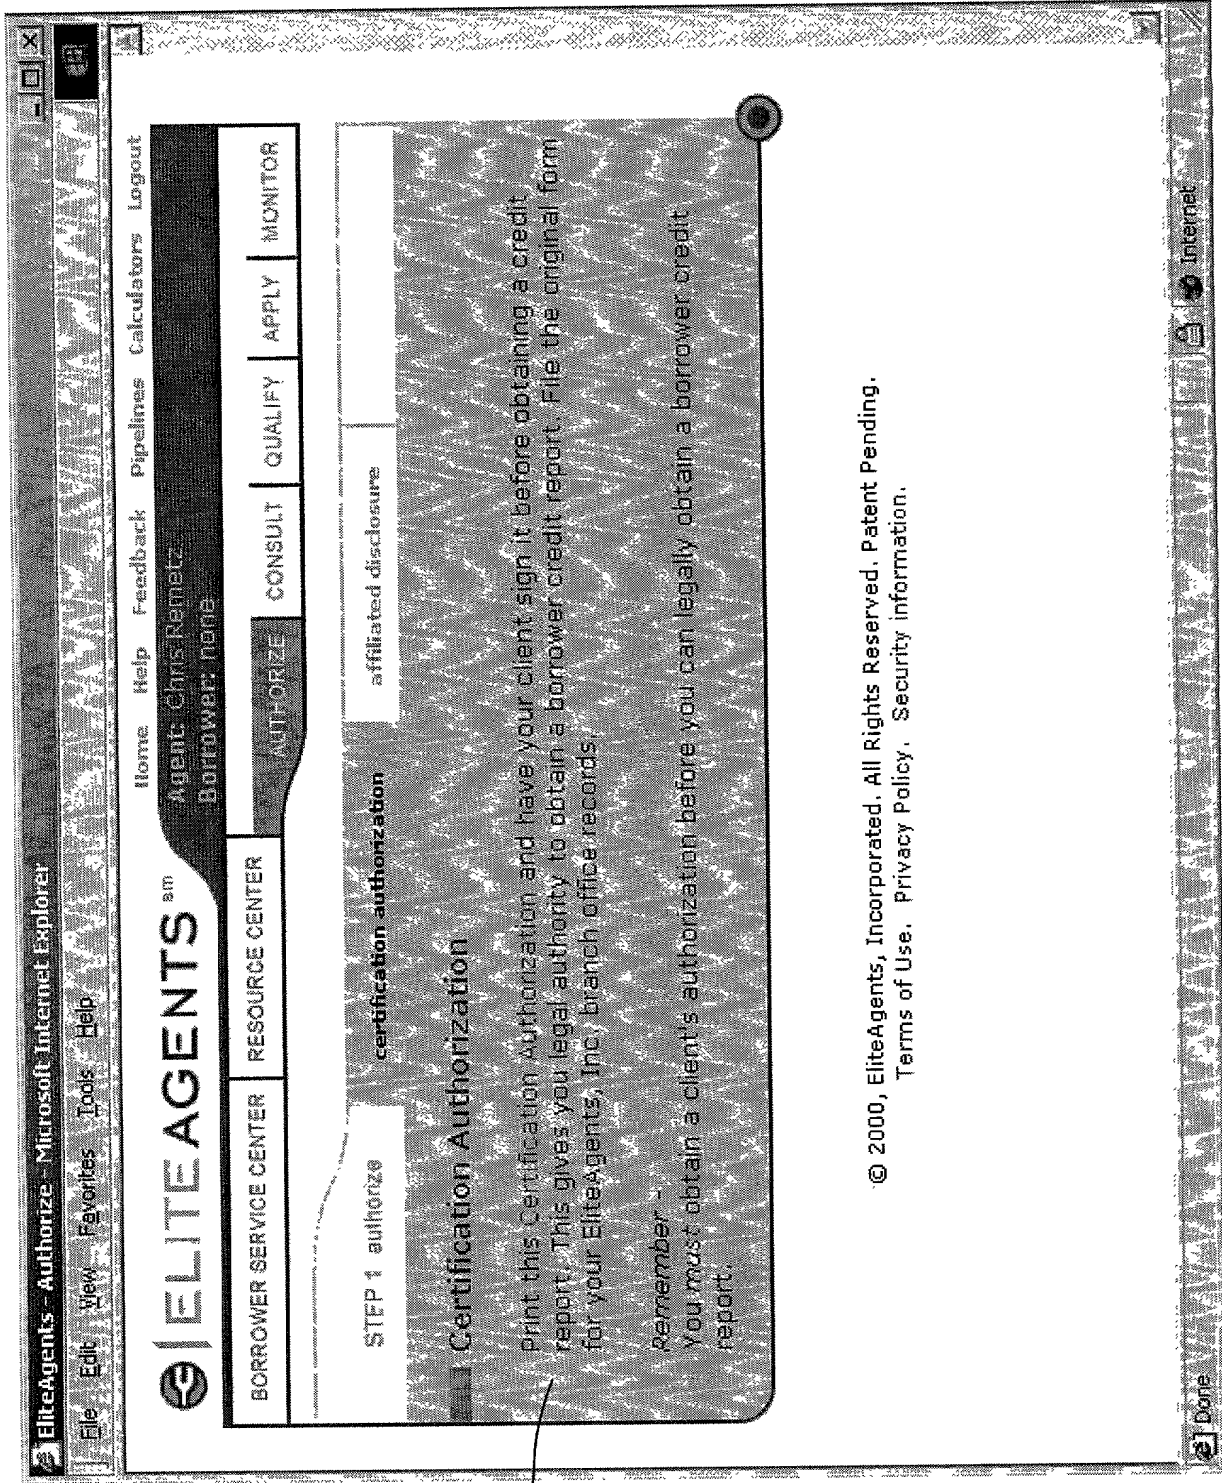 EliteAgents - Authorize - Microsoft Internet Explorer
File Edit View Favorites Tools Help
Home Help Feedback Pipelines Calculators Logout
ELITE AGENTS sm
Agent: Chris Remetz
Borrower: none
BORROWER SERVICE CENTER RESOURCE CENTER AUTHORIZE CONSULT QUALIFY APPLY MONITOR
STEP 1 authorize certification authorization affiliated disclosure
Certification Authorization
Print this Certification Authorization and have your client sign it before obtaining a credit
report. This gives you legal authority to obtain a borrower credit report. File the original form
for your EliteAgents, Inc. branch office records.
Remember -
You must obtain a client's authorization before you can legally obtain a borrower credit
report.
© 2000, EliteAgents, Incorporated. All Rights Reserved. Patent Pending.
Terms of Use. Privacy Policy. Security information.
Done Internet